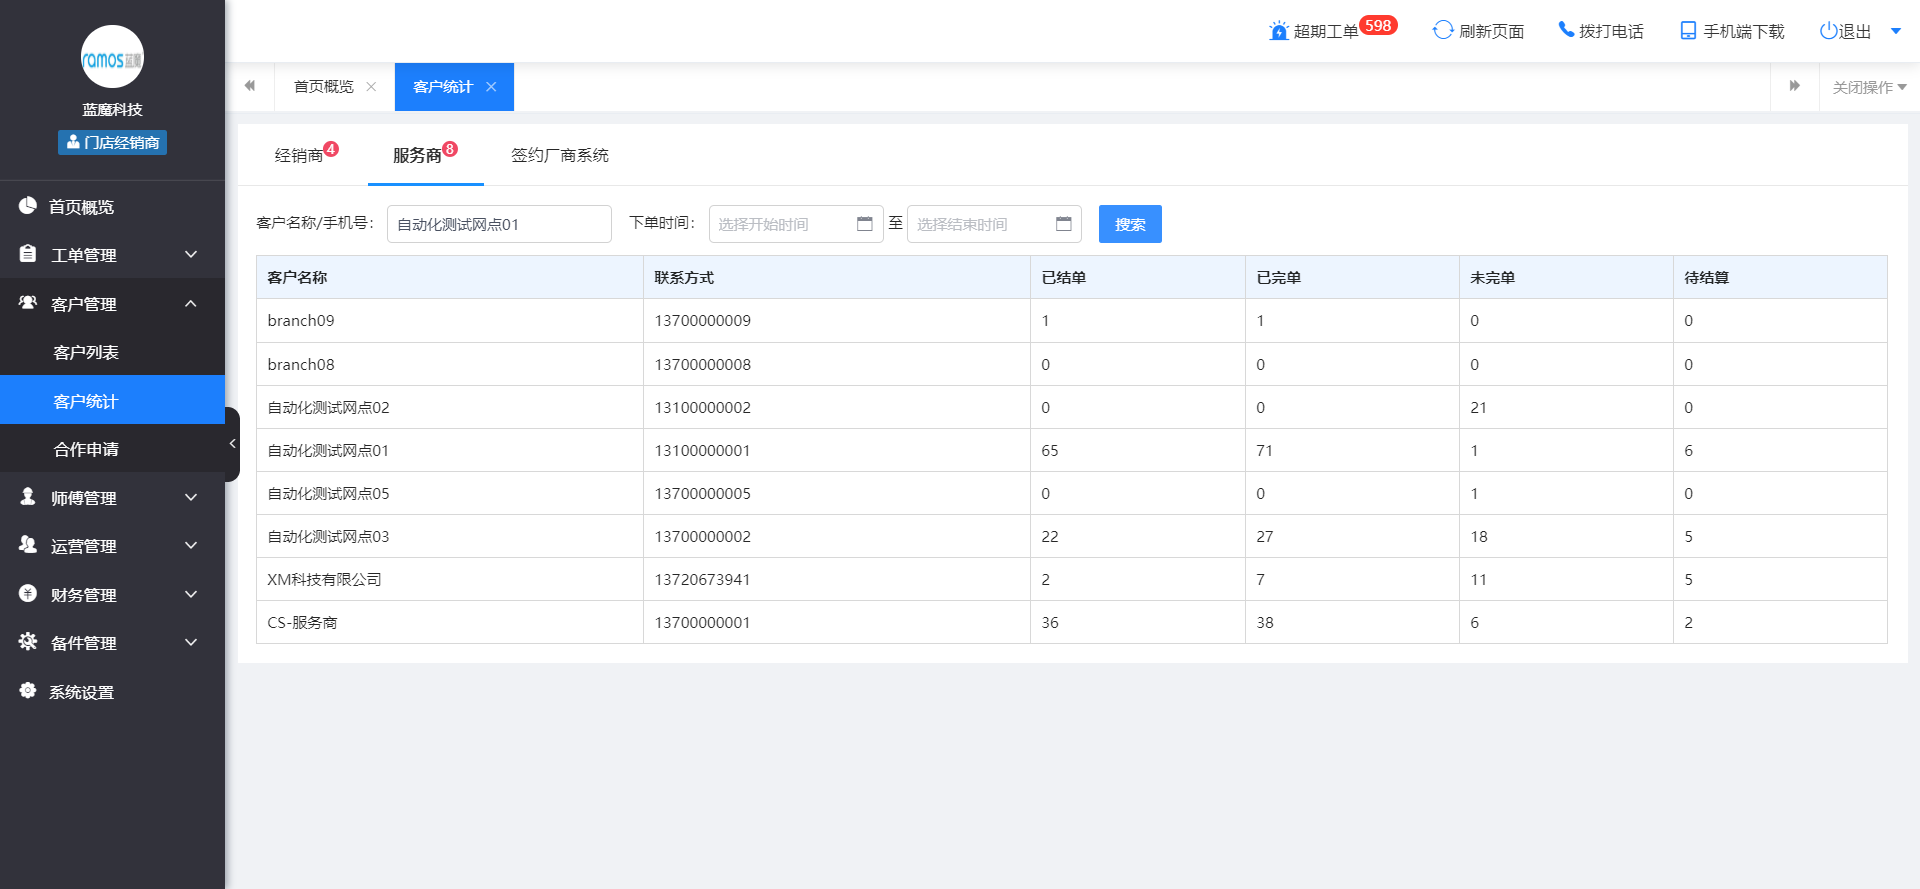 ramos蓝魔
蓝魔科技
门店经销商
首页概览
工单管理
客户管理
客户列表
客户统计
合作申请
师傅管理
运营管理
财务管理
备件管理
系统设置
超期工单 598 刷新页面 拨打电话 手机端下载 退出
首页概览 客户统计 关闭操作
经销商 4 服务商 8 签约厂商系统
客户名称/手机号： 自动化测试网点01 下单时间： 选择开始时间 至 选择结束时间 搜索
客户名称 联系方式 已结单 已完单 未完单 待结算
branch09 13700000009 1 1 0 0
branch08 13700000008 0 0 0 0
自动化测试网点02 13100000002 0 0 21 0
自动化测试网点01 13100000001 65 71 1 6
自动化测试网点05 13700000005 0 0 1 0
自动化测试网点03 13700000002 22 27 18 5
XM科技有限公司 13720673941 2 7 11 5
CS-服务商 13700000001 36 38 6 2